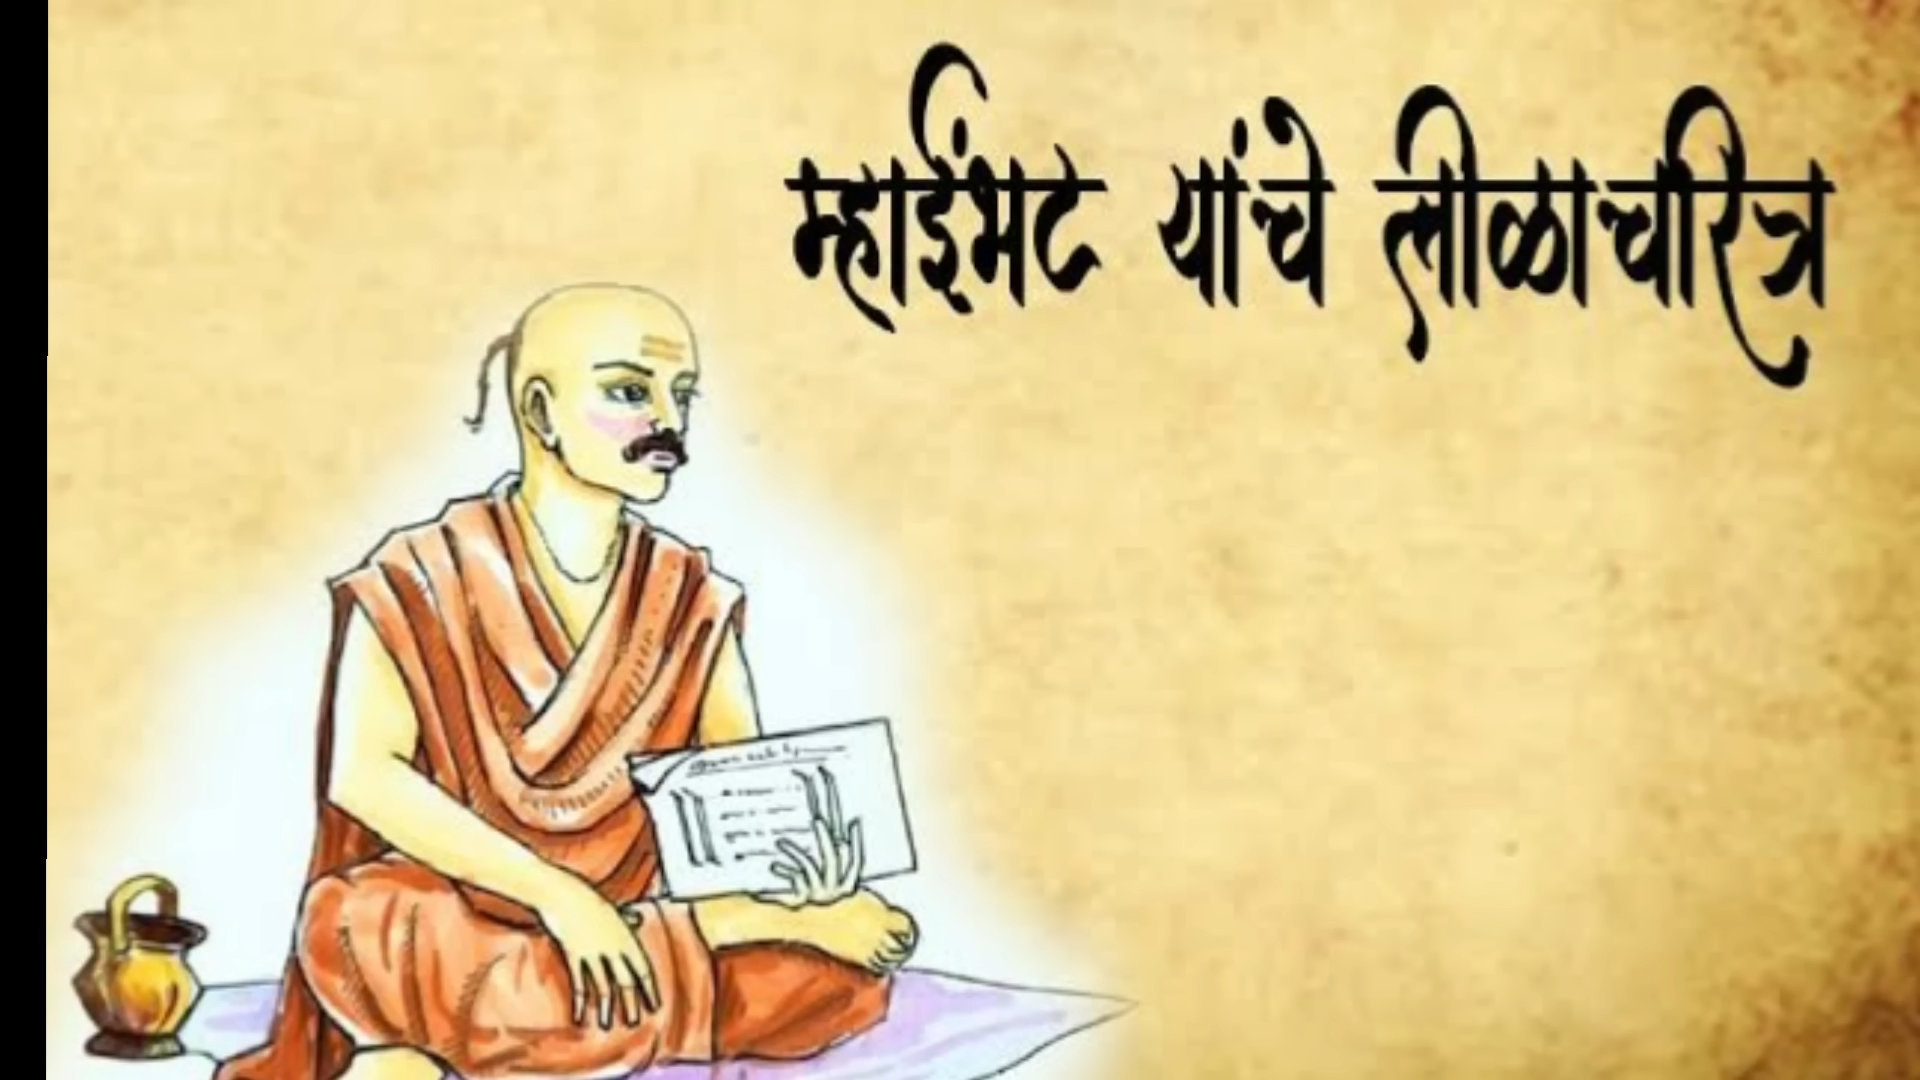 म्हाइंभट यांचे लीळाचरित्र